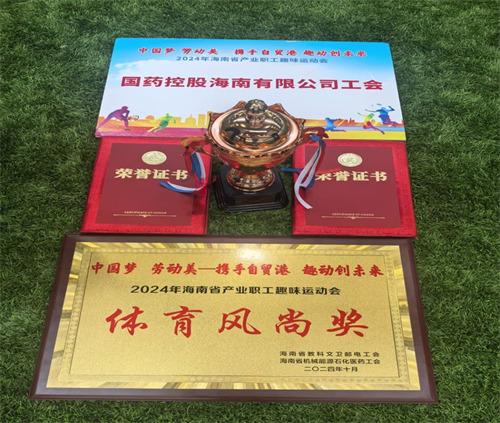 中国梦 劳动美 携手自贸港 趣动创未来
2024年海南省产业职工趣味运动会
国药控股海南有限公司工会
荣誉证书
荣誉证书
中国梦 劳动美—携手自贸港 趣动创未来
2024年海南省产业职工趣味运动会
体育风尚奖
海南省教科文卫邮电工会
海南省机械能源石化医药工会
二〇二四年十月